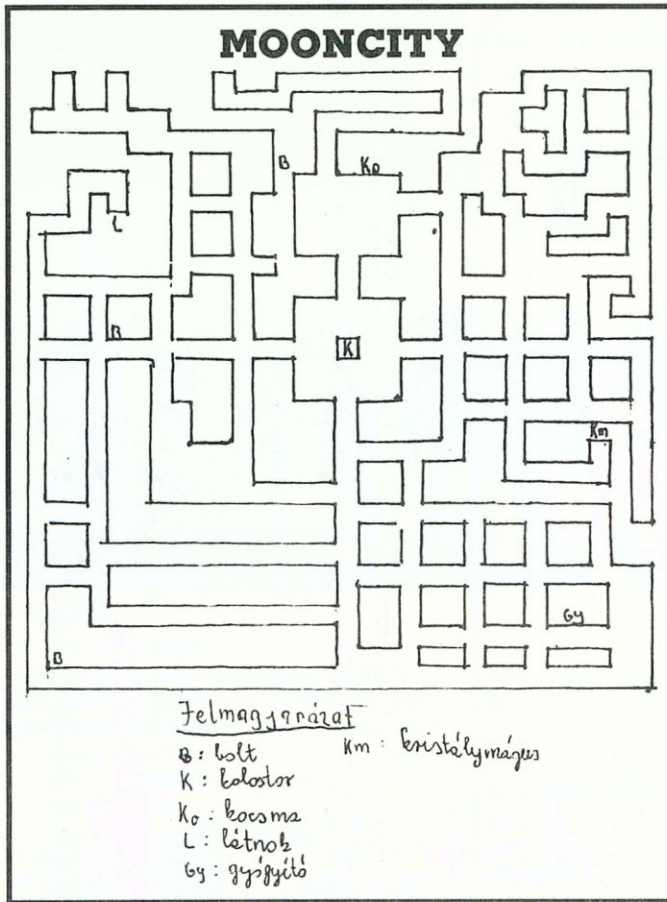 MOONCITY
B
Ko
L
B
K
Km
Gy
B
Jelmagyarázat
B: bolt
Km: kristálymágus
K: kolostor
Ko: kocsma
L: látnok
Gy: gyógyító